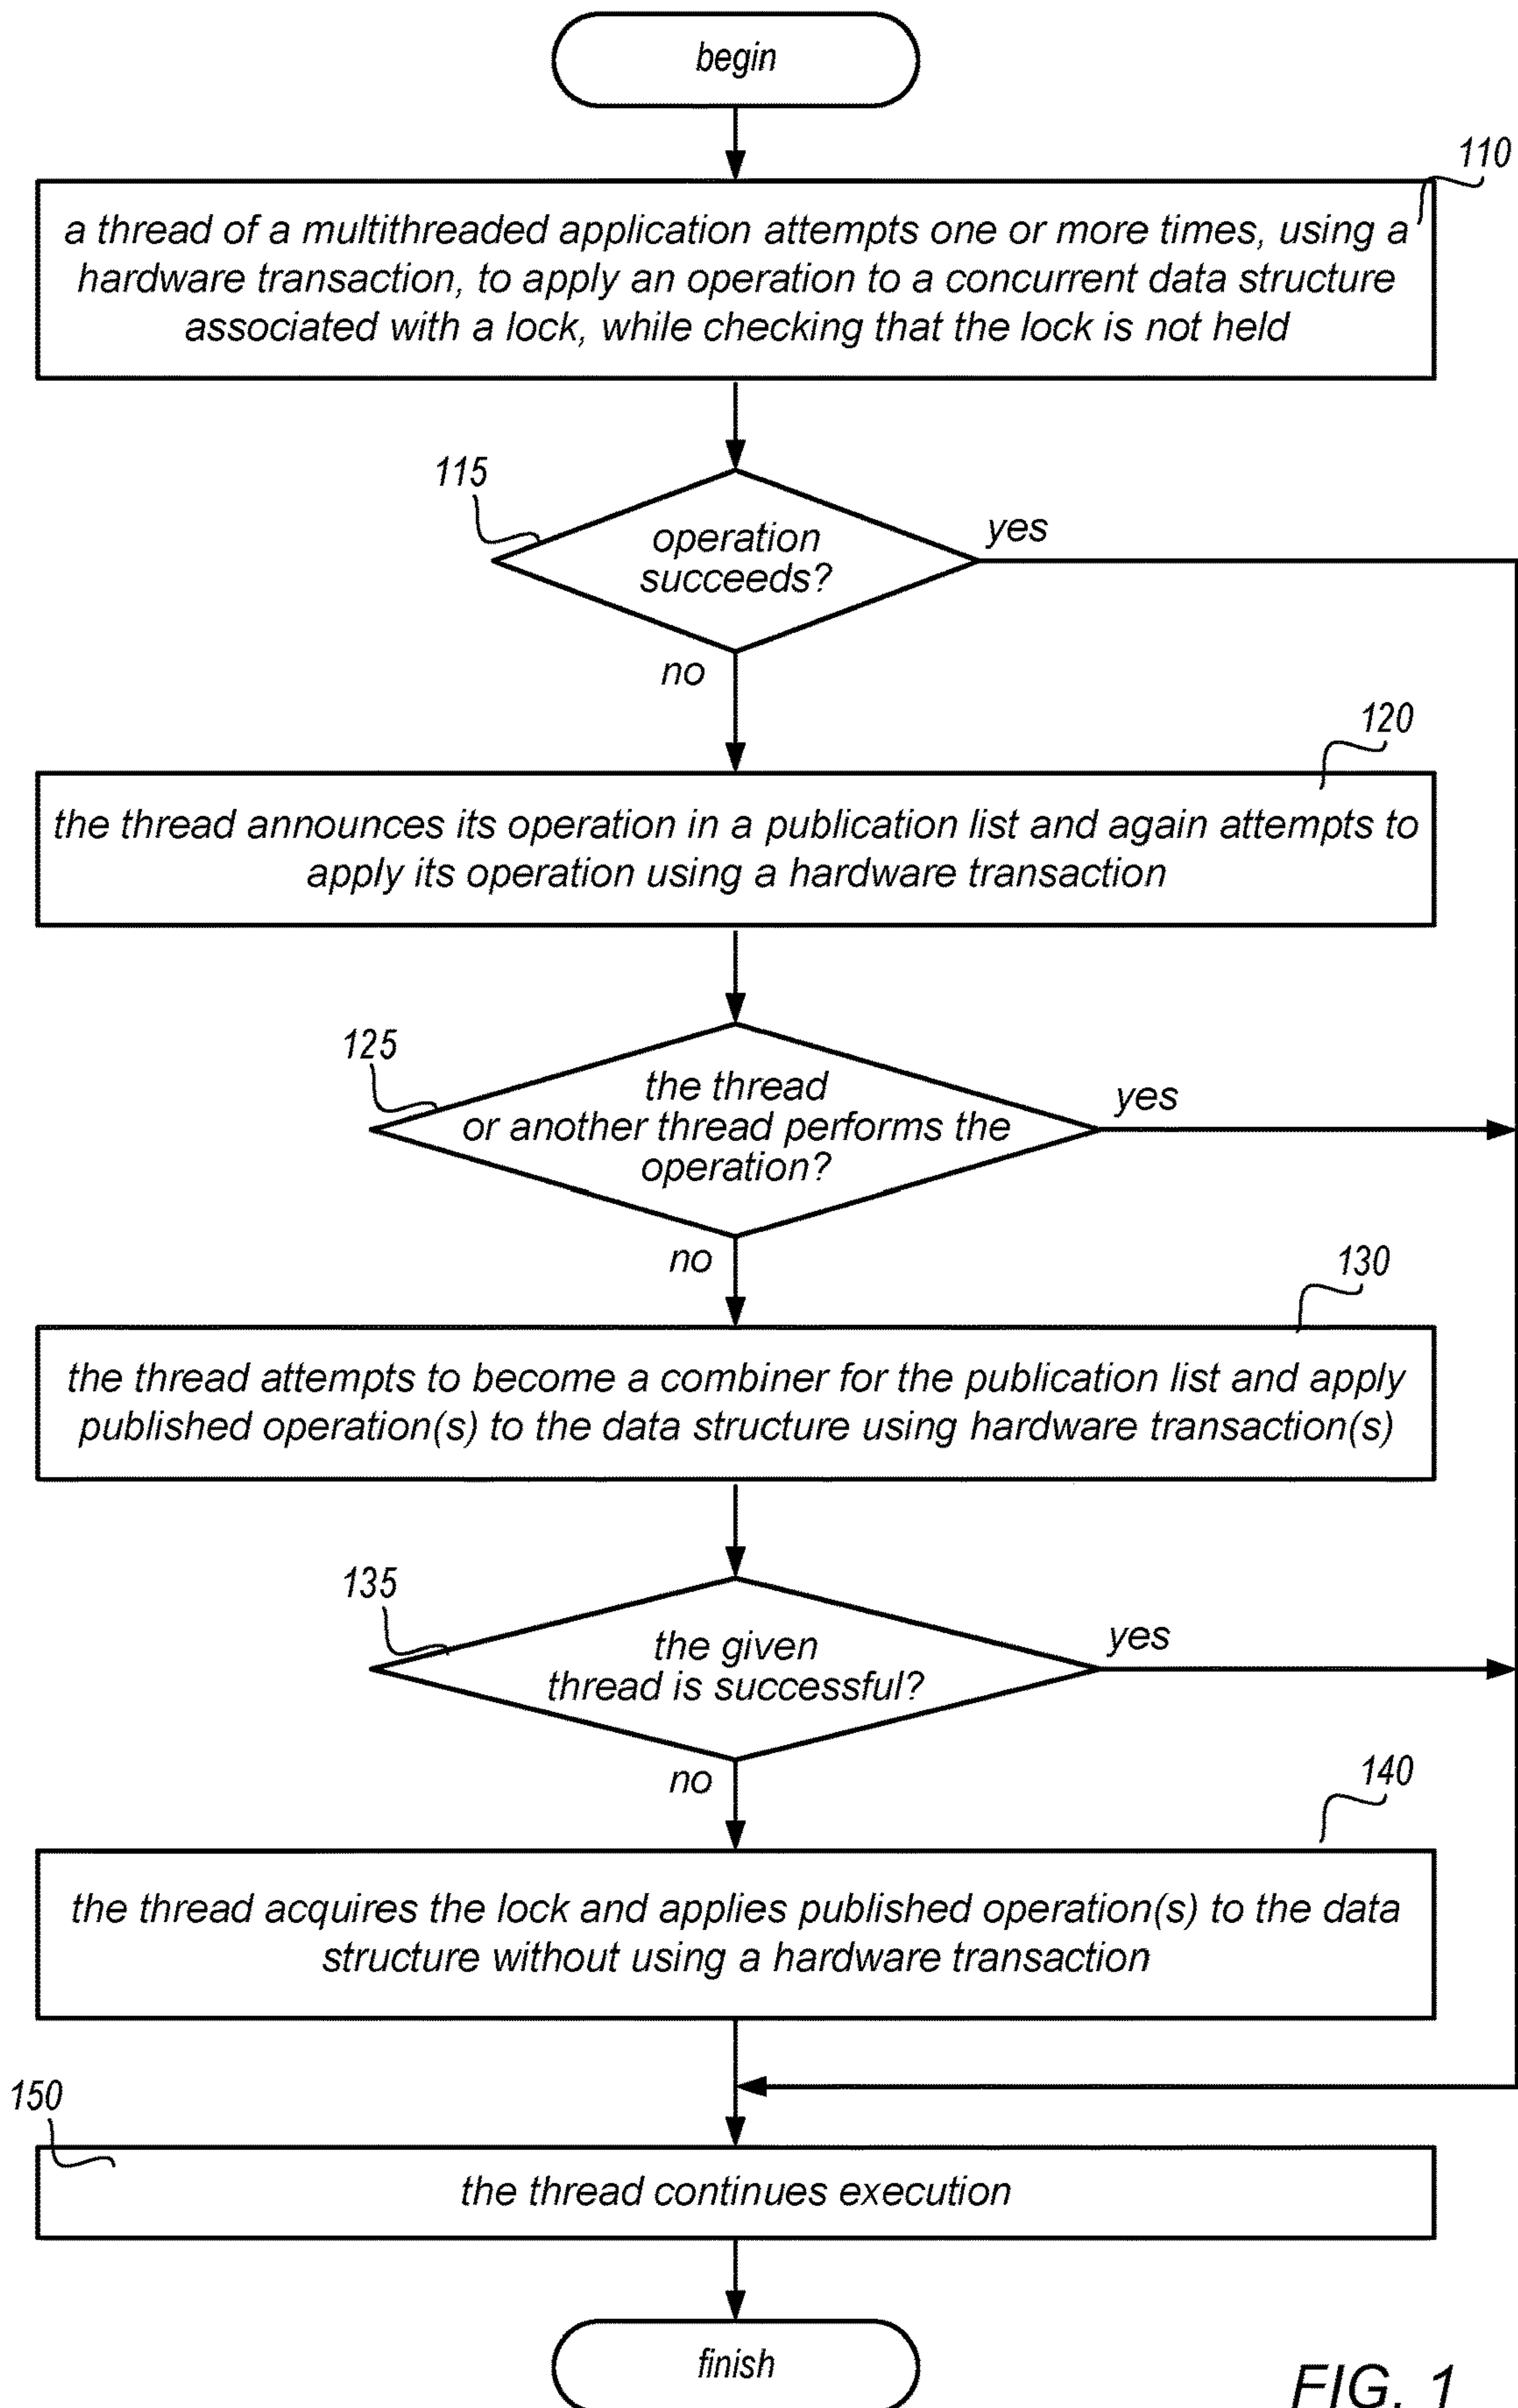 begin
110
a thread of a multithreaded application attempts one or more times, using a
hardware transaction, to apply an operation to a concurrent data structure
associated with a lock, while checking that the lock is not held
115
operation
succeeds?
yes
no
120
the thread announces its operation in a publication list and again attempts to
apply its operation using a hardware transaction
125
the thread
or another thread performs the
operation?
yes
no
130
the thread attempts to become a combiner for the publication list and apply
published operation(s) to the data structure using hardware transaction(s)
135
the given
thread is successful?
yes
no
140
the thread acquires the lock and applies published operation(s) to the data
structure without using a hardware transaction
150
the thread continues execution
finish
FIG. 1